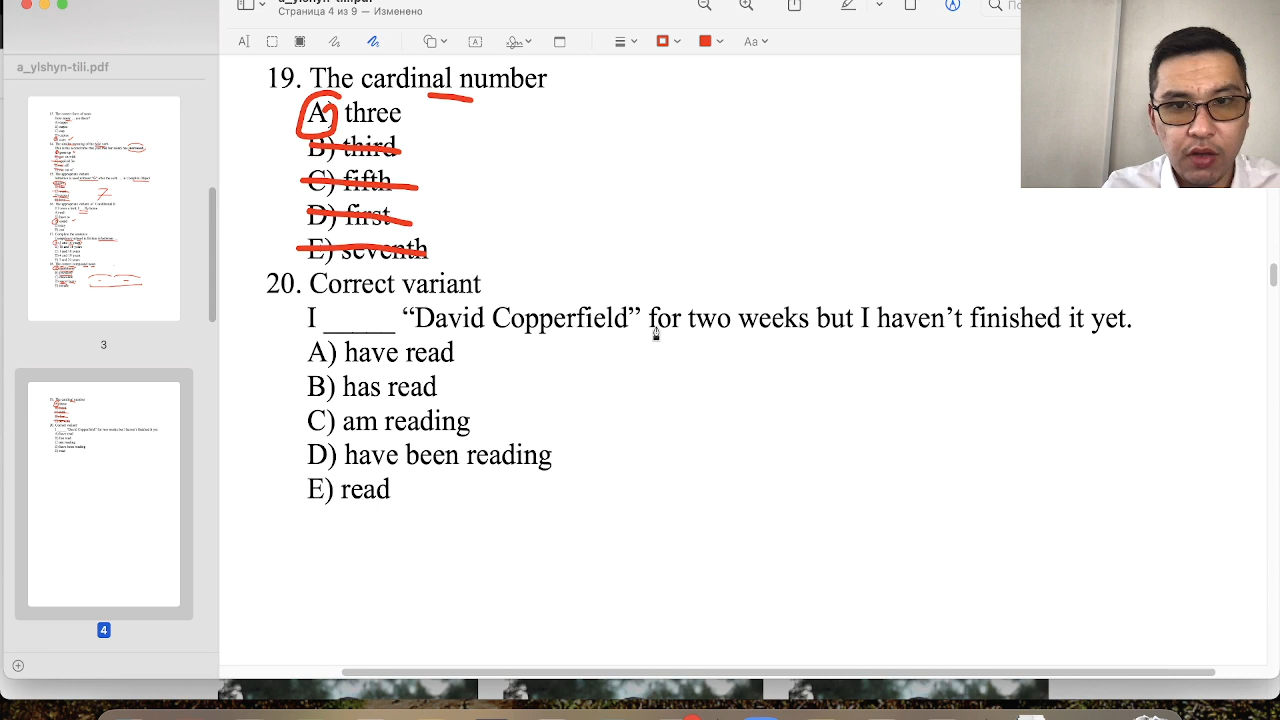 Страница 4 из 9 — Изменено
a_ylshyn-tili.pdf
3
4
19. The cardinal number
A) three
B) third
C) fifth
D) first
E) seventh
20. Correct variant
I _____ “David Copperfield” for two weeks but I haven’t finished it yet.
A) have read
B) has read
C) am reading
D) have been reading
E) read